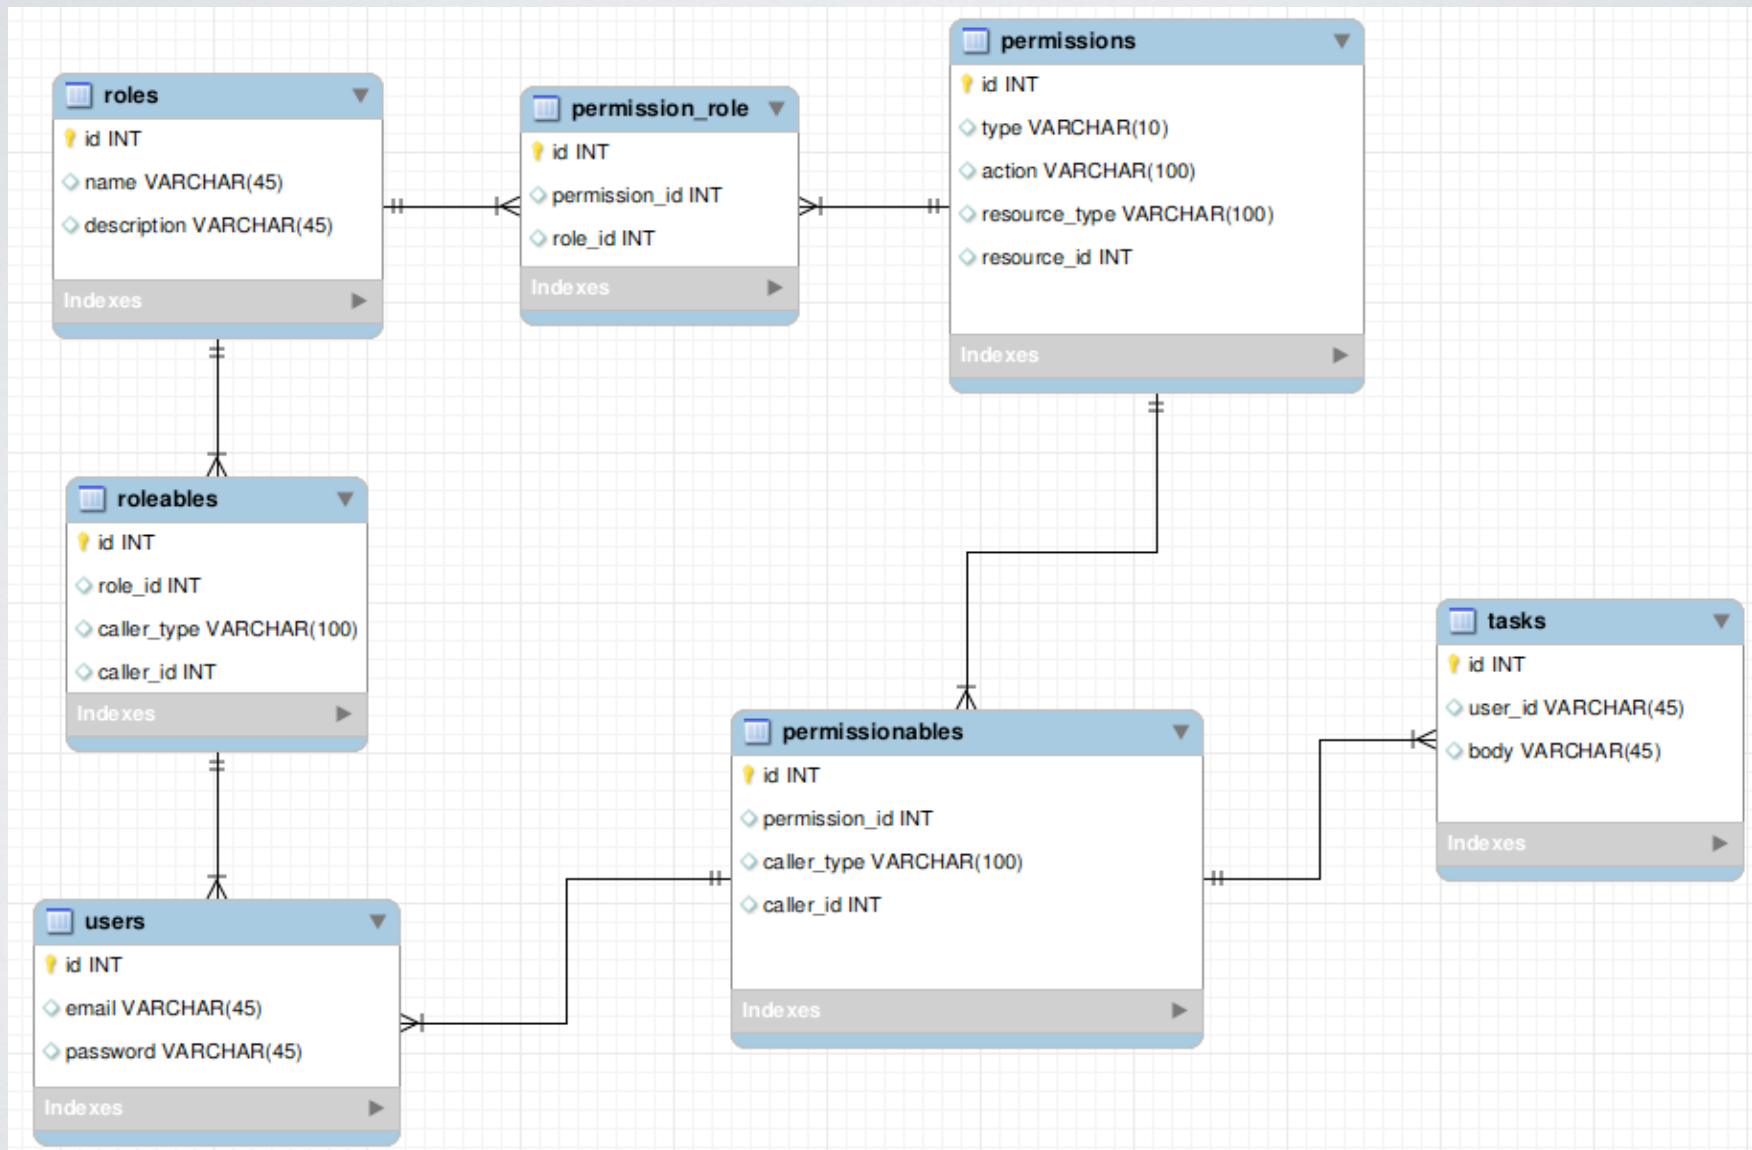 roles
id INT
name VARCHAR(45)
description VARCHAR(45)
Indexes
permission_role
id INT
permission_id INT
role_id INT
Indexes
permissions
id INT
type VARCHAR(10)
action VARCHAR(100)
resource_type VARCHAR(100)
resource_id INT
Indexes
roleables
id INT
role_id INT
caller_type VARCHAR(100)
caller_id INT
Indexes
permissionables
id INT
permission_id INT
caller_type VARCHAR(100)
caller_id INT
Indexes
tasks
id INT
user_id VARCHAR(45)
body VARCHAR(45)
Indexes
users
id INT
email VARCHAR(45)
password VARCHAR(45)
Indexes